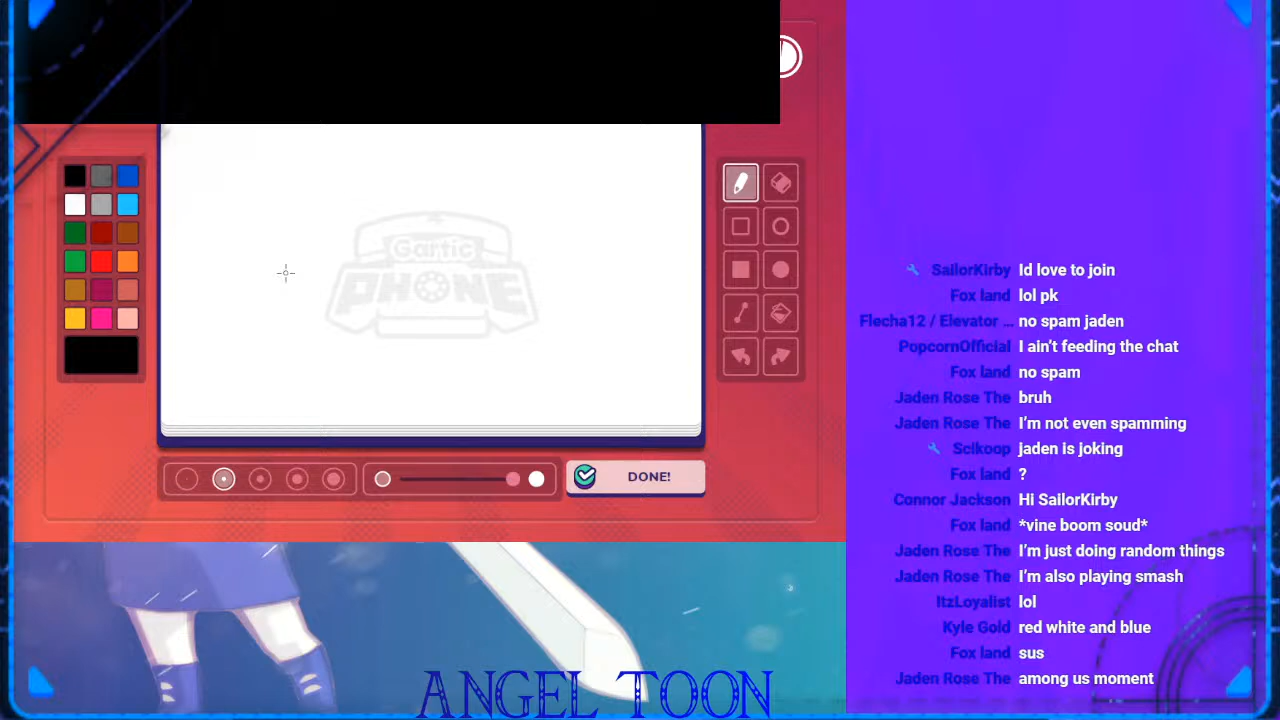 Gartic
PHONE
DONE!
SailorKirby Id love to join
Fox land lol pk
Flecha12 / Elevator ... no spam jaden
PopcornOfficial I ain't feeding the chat
Fox land no spam
Jaden Rose The bruh
Jaden Rose The I'm not even spamming
Scikoop jaden is joking
Fox land ?
Connor Jackson Hi SailorKirby
Fox land *vine boom soud*
Jaden Rose The I'm just doing random things
Jaden Rose The I'm also playing smash
ItzLoyalist lol
Kyle Gold red white and blue
Fox land sus
Jaden Rose The among us moment
ANGEL TOON